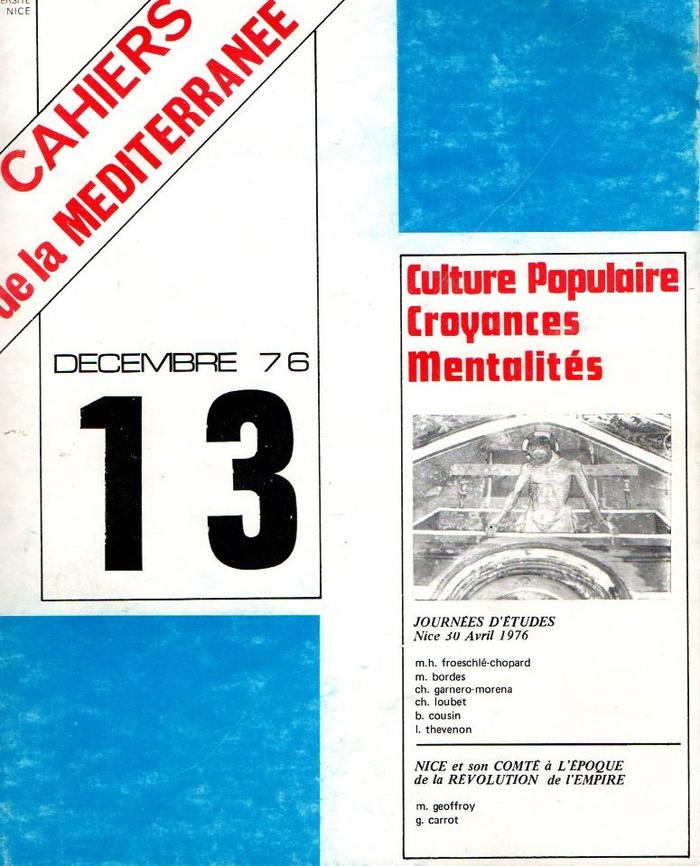 NICE
CAHIERS
de la MEDITERRANEE
DECEMBRE 76
13
Culture Populaire
Croyances
Mentalités
JOURNÉES D'ÉTUDES
Nice 30 Avril 1976
m.h. froeschlé-chopard
m. bordes
ch. garnero-morena
ch. loubet
b. cousin
l. thevenon
NICE et son COMTÉ à L'ÉPOQUE
de la RÉVOLUTION de l'EMPIRE
m. geoffroy
g. carrot